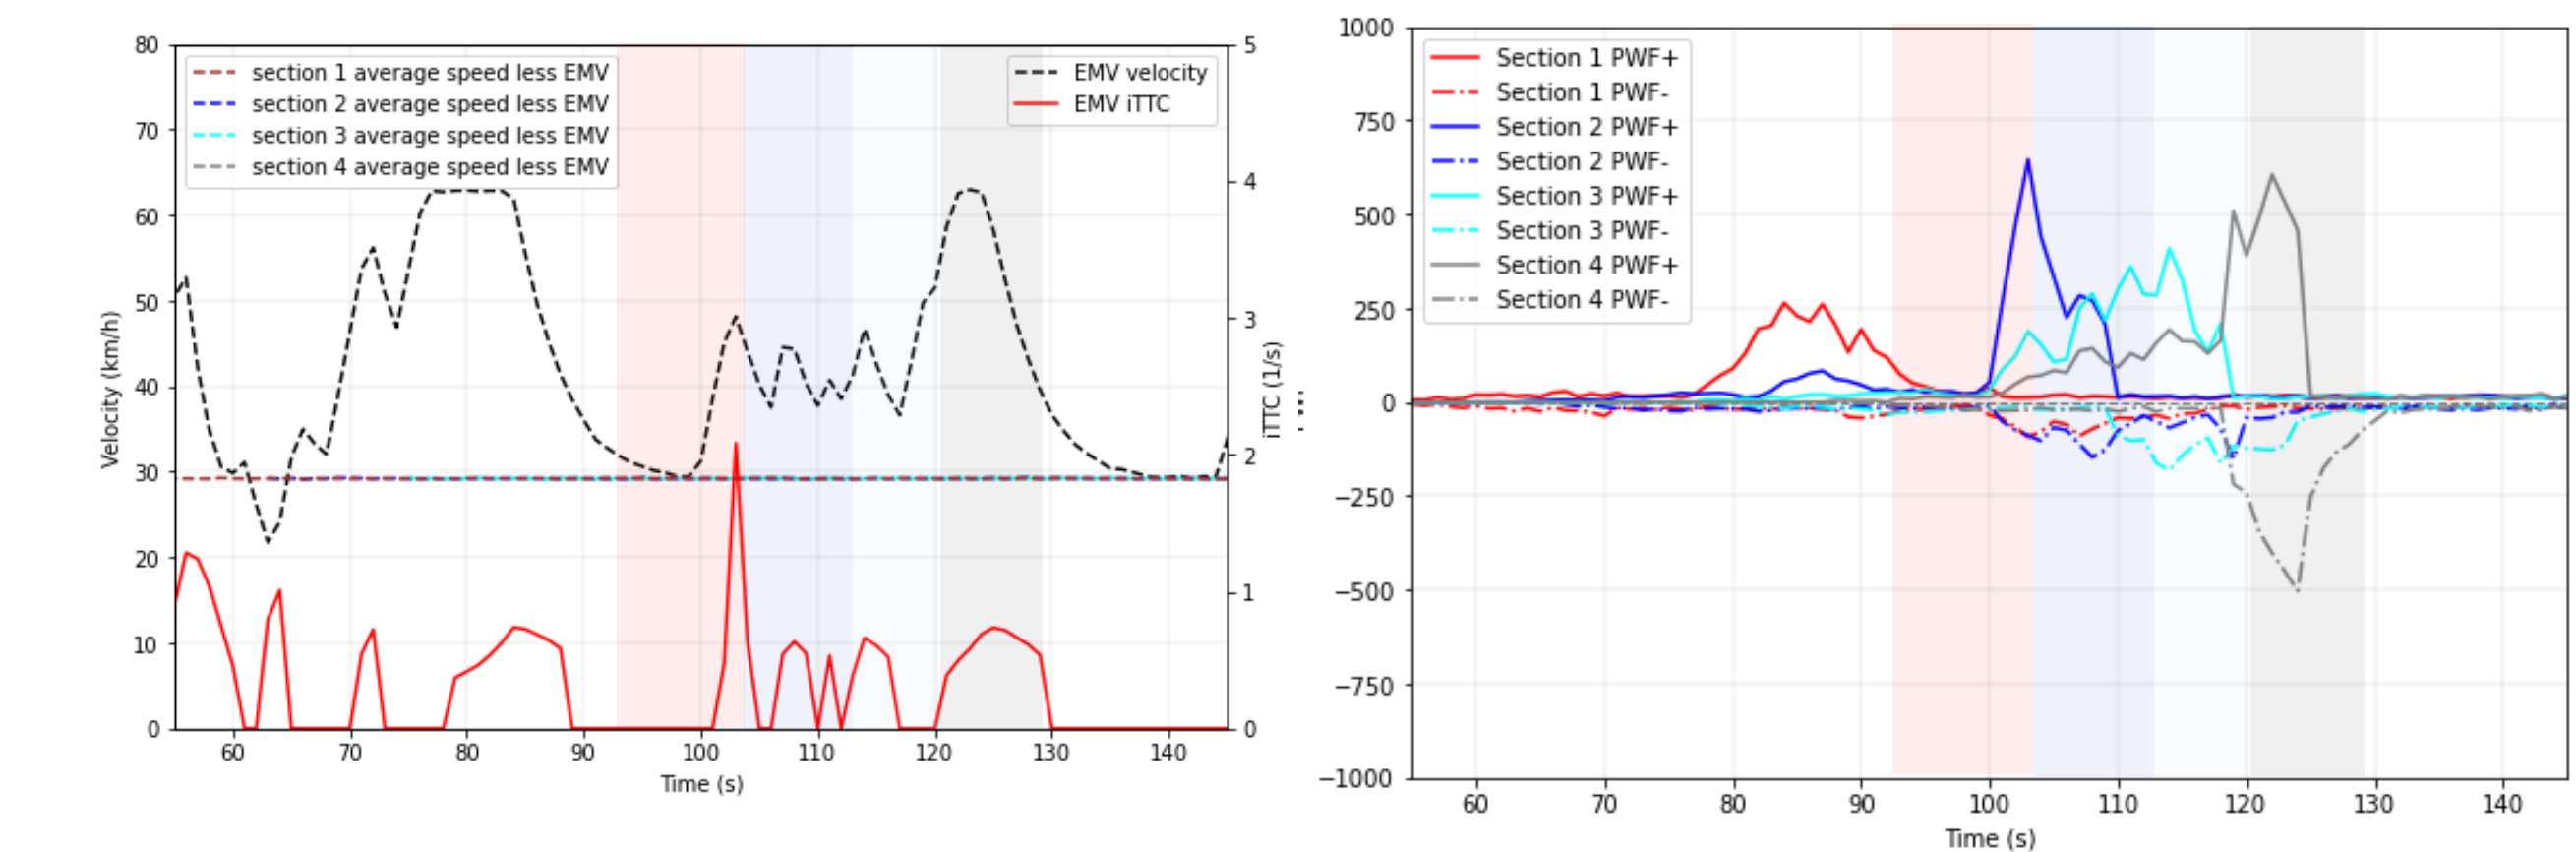 80
70
60
50
40
30
20
10
0
Velocity (km/h)
section 1 average speed less EMV
section 2 average speed less EMV
section 3 average speed less EMV
section 4 average speed less EMV
EMV velocity
EMV iTTC
5
4
3
2
1
0
iTTC (1/s)
60 70 80 90 100 110 120 130 140
Time (s)
1000
750
500
250
0
−250
−500
−750
−1000
Section 1 PWF+
Section 1 PWF-
Section 2 PWF+
Section 2 PWF-
Section 3 PWF+
Section 3 PWF-
Section 4 PWF+
Section 4 PWF-
60 70 80 90 100 110 120 130 140
Time (s)